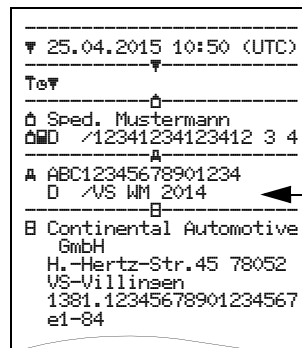 ▼ 25.04.2015 10:50 (UTC)
T⊙▼
Sped. Mustermann
D /12341234123412 3 4
A ABC12345678901234
D /VS WM 2014
Continental Automotive
GmbH
H.-Hertz-Str.45 78052
VS-Villingen
1381.12345678901234567
e1-84